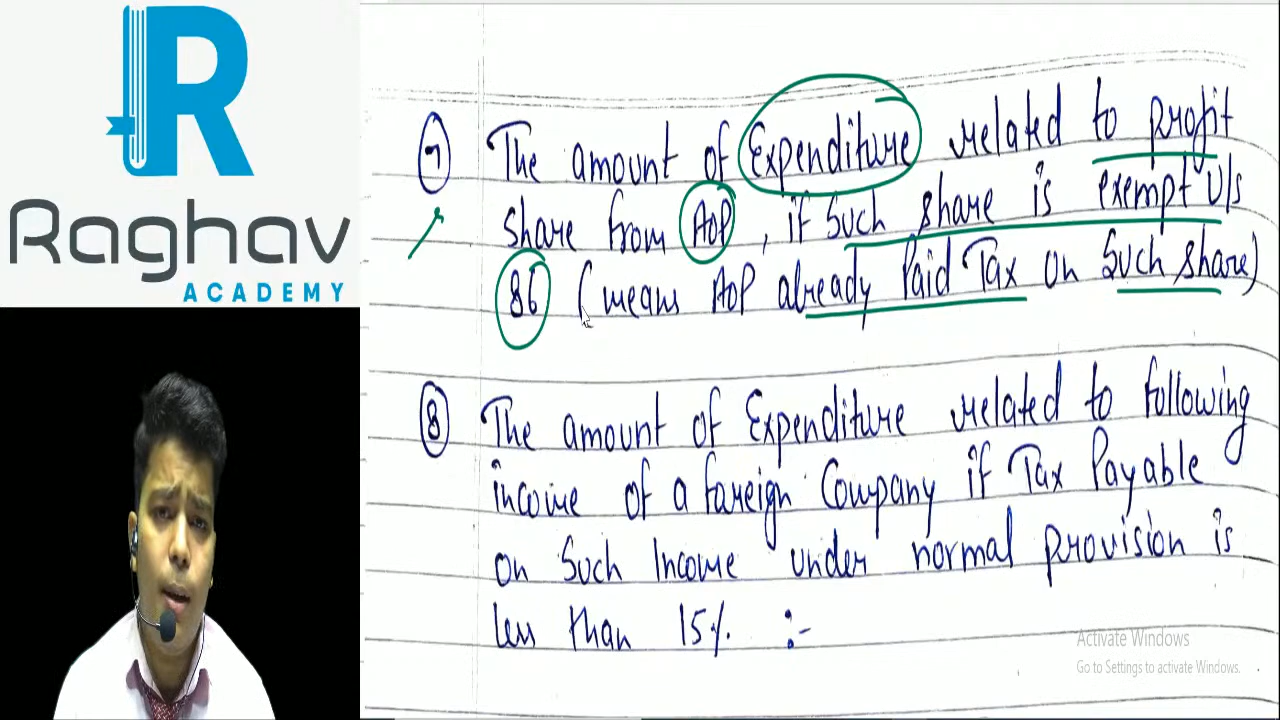 R
Raghav
ACADEMY
7 The amount of Expenditure related to profit
share from AOP, if Such share is exempt U/s
86 (means AOP already Paid Tax on Such share)
8 The amount of Expenditure related to following
income of a foreign Company if Tax Payable
on Such Income under normal provision is
less than 15% :-
Activate Windows
Go to Settings to activate Windows.